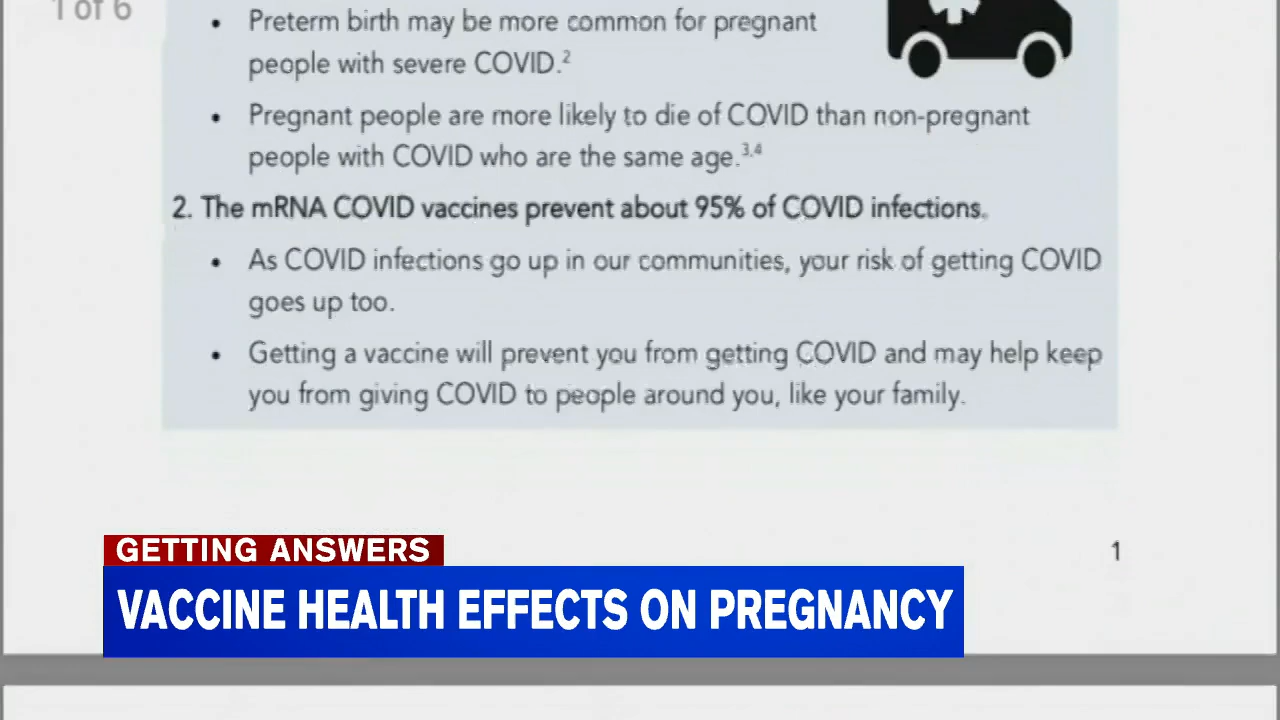 1 of 6
• Preterm birth may be more common for pregnant
people with severe COVID.²
• Pregnant people are more likely to die of COVID than non-pregnant
people with COVID who are the same age.³,⁴
2. The mRNA COVID vaccines prevent about 95% of COVID infections.
• As COVID infections go up in our communities, your risk of getting COVID
goes up too.
• Getting a vaccine will prevent you from getting COVID and may help keep
you from giving COVID to people around you, like your family.
1
GETTING ANSWERS
VACCINE HEALTH EFFECTS ON PREGNANCY